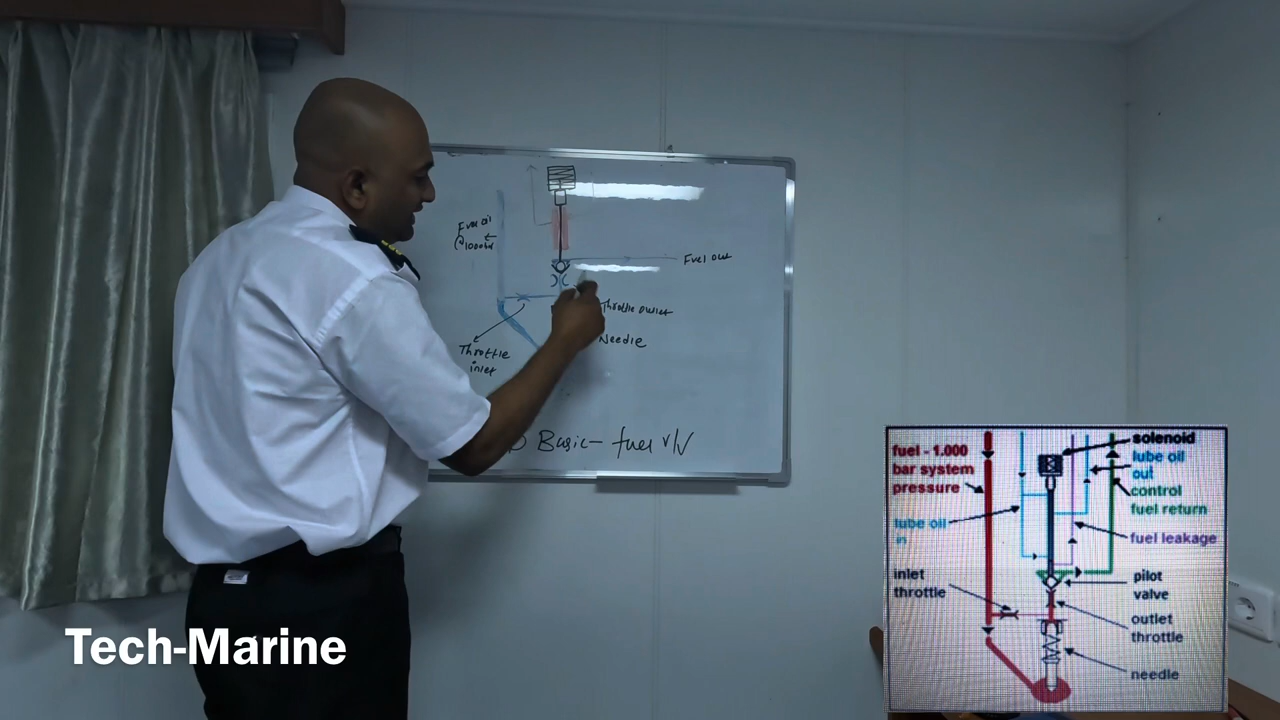 Fuel oil
@1000bar
Fuel out
Throttle outlet
Needle
Throttle
inlet
Basic- fuel v/v
fuel - 1.000
bar system
pressure
lube oil
in
inlet
throttle
solenoid
lube oil
out
control
fuel return
fuel leakage
pilot
valve
outlet
throttle
needle
Tech-Marine